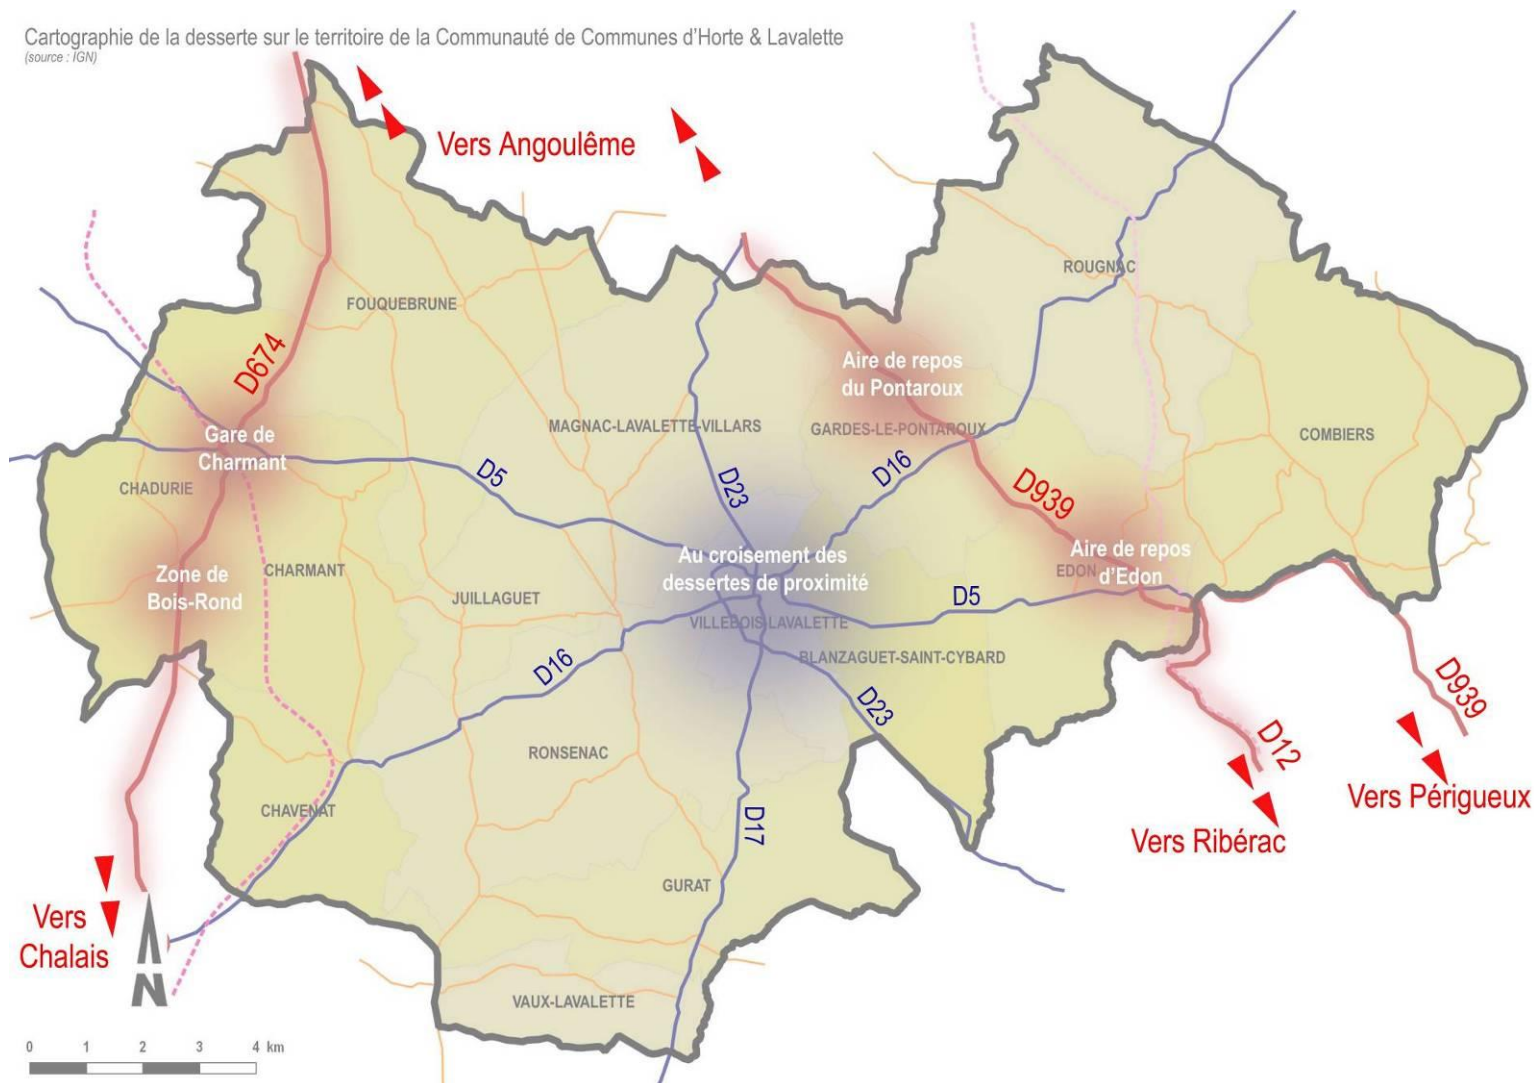 Cartographie de la desserte sur le territoire de la Communauté de Communes d'Horte & Lavalette
(source : IGN)
Vers Angoulême
ROUGNAC
FOUQUEBRUNE
D674
Aire de repos
du Pontaroux
MAGNAC-LAVALETTE-VILLARS
GARDES-LE-PONTAROUX
COMBIERS
Gare de
Charmant
CHADURIE
D5
D23
D16
D939
Au croisement des
dessertes de proximité
Aire de repos
d'Edon
EDON
Zone de
Bois-Rond
CHARMANT
JUILLAGUET
D5
VILLEBOIS-LAVALETTE
BLANZAGUET-SAINT-CYBARD
D16
D23
D939
D12
RONSENAC
CHAVENAT
D17
Vers Périgueux
Vers Ribérac
GURAT
Vers
Chalais
N
VAUX-LAVALETTE
0 1 2 3 4 km